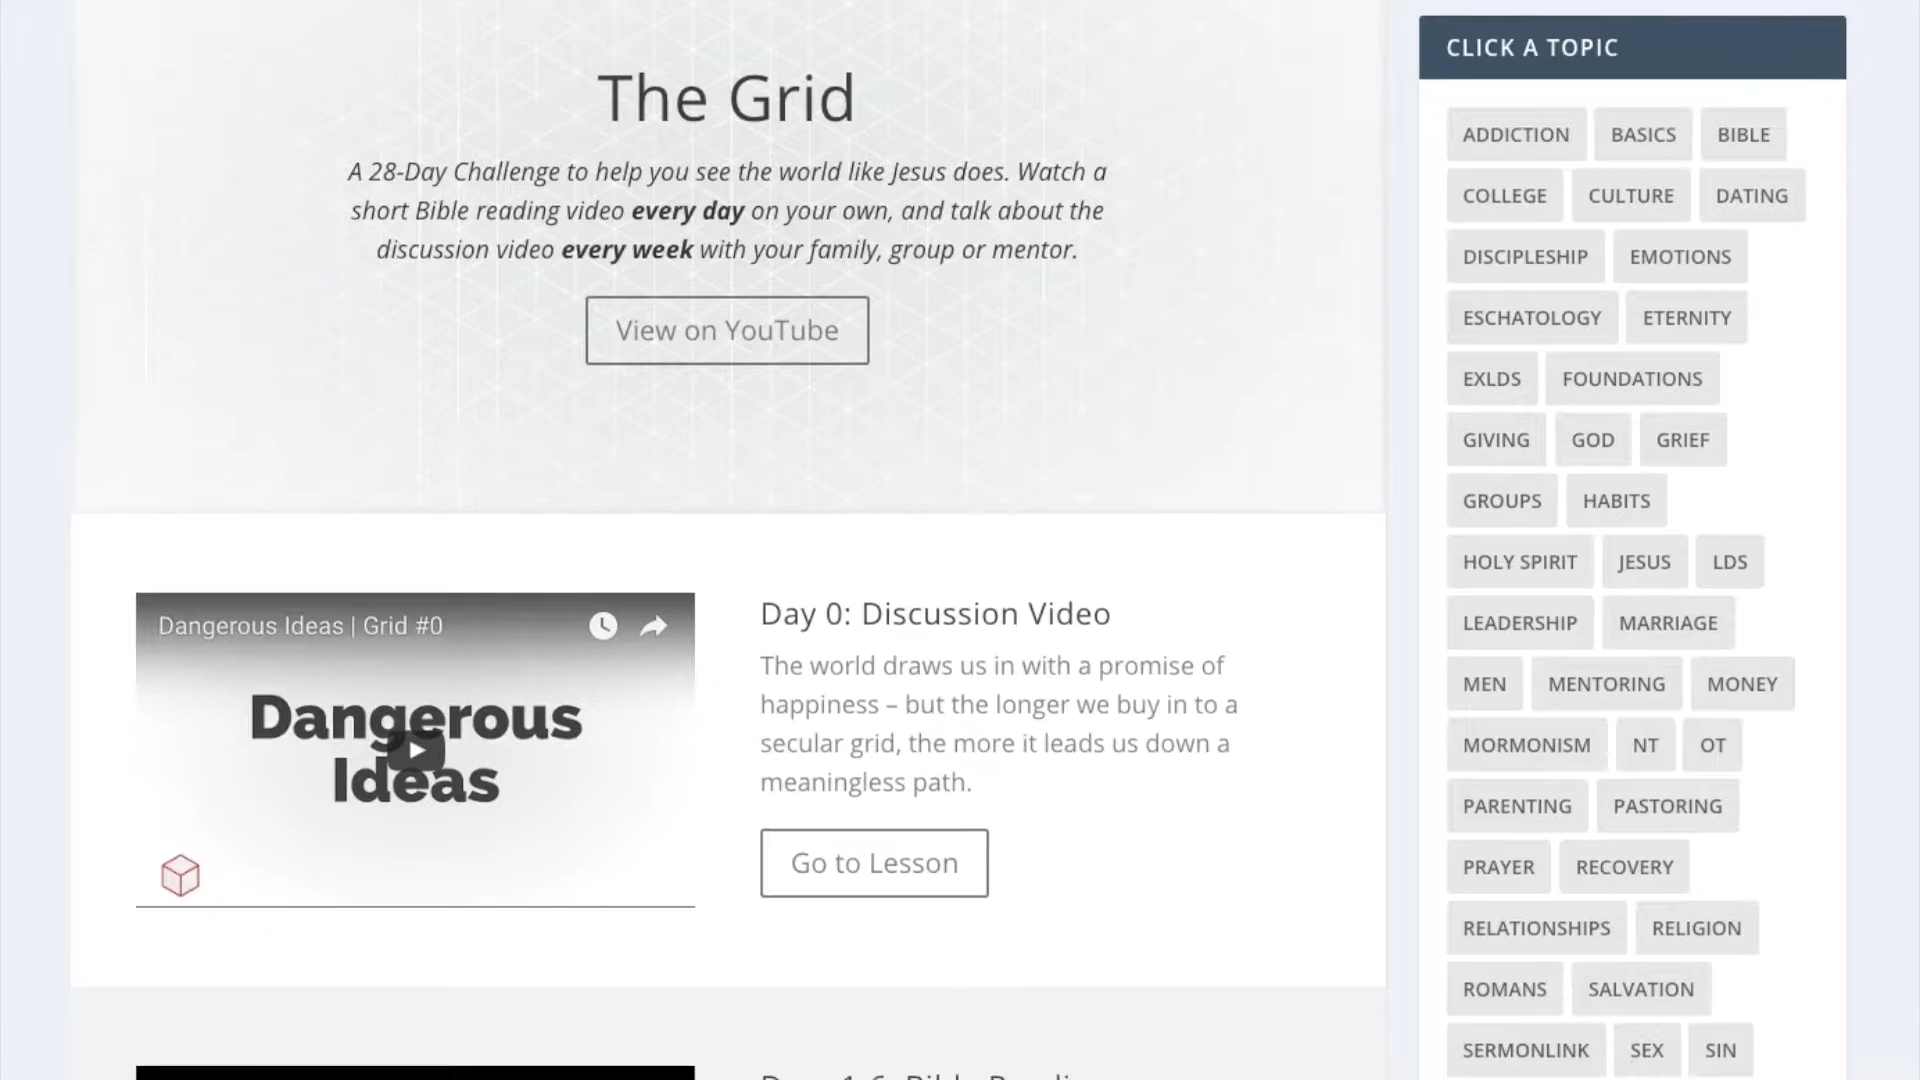 The Grid
A 28-Day Challenge to help you see the world like Jesus does. Watch a
short Bible reading video every day on your own, and talk about the
discussion video every week with your family, group or mentor.
View on YouTube
Dangerous Ideas | Grid #0
Dangerous
Ideas
Day 0: Discussion Video
The world draws us in with a promise of
happiness – but the longer we buy in to a
secular grid, the more it leads us down a
meaningless path.
Go to Lesson
CLICK A TOPIC
ADDICTION BASICS BIBLE
COLLEGE CULTURE DATING
DISCIPLESHIP EMOTIONS
ESCHATOLOGY ETERNITY
EXLDS FOUNDATIONS
GIVING GOD GRIEF
GROUPS HABITS
HOLY SPIRIT JESUS LDS
LEADERSHIP MARRIAGE
MEN MENTORING MONEY
MORMONISM NT OT
PARENTING PASTORING
PRAYER RECOVERY
RELATIONSHIPS RELIGION
ROMANS SALVATION
SERMONLINK SEX SIN